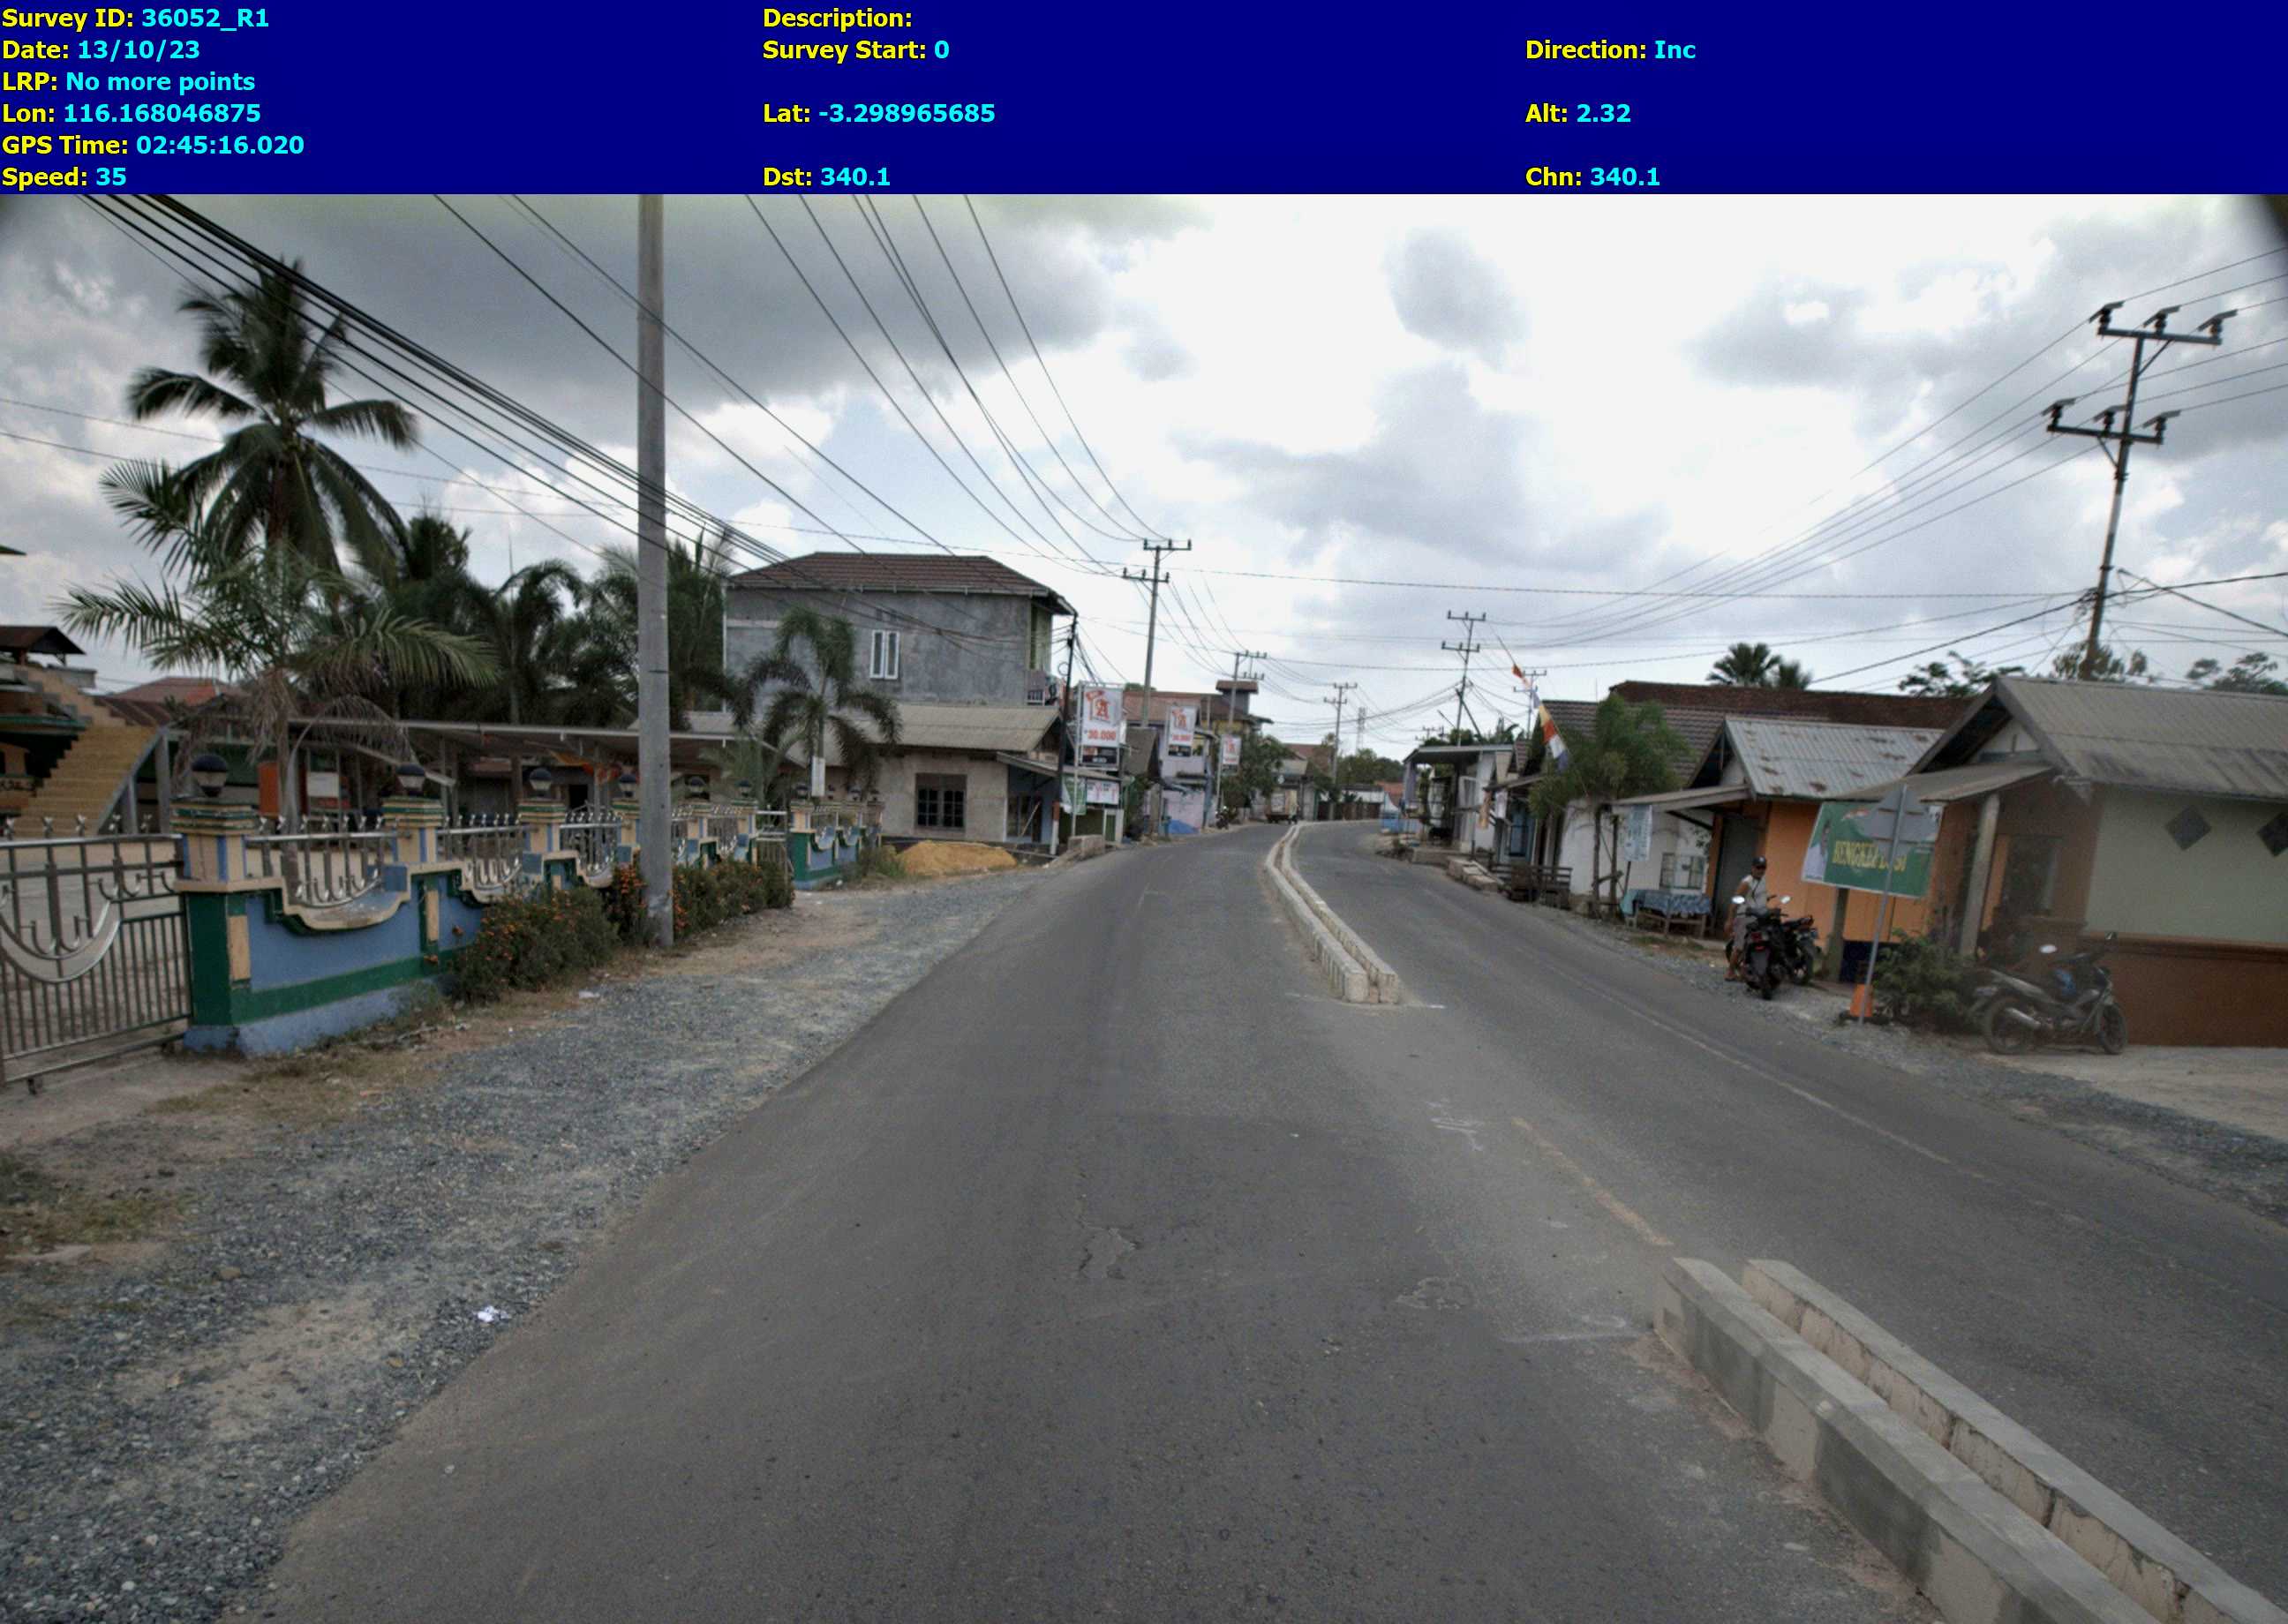 Survey ID: 36052_R1
Description:
Date: 13/10/23
Survey Start: 0
Direction: Inc
LRP: No more points
Lon: 116.168046875
Lat: -3.298965685
Alt: 2.32
GPS Time: 02:45:16.020
Speed: 35
Dst: 340.1
Chn: 340.1
30.000